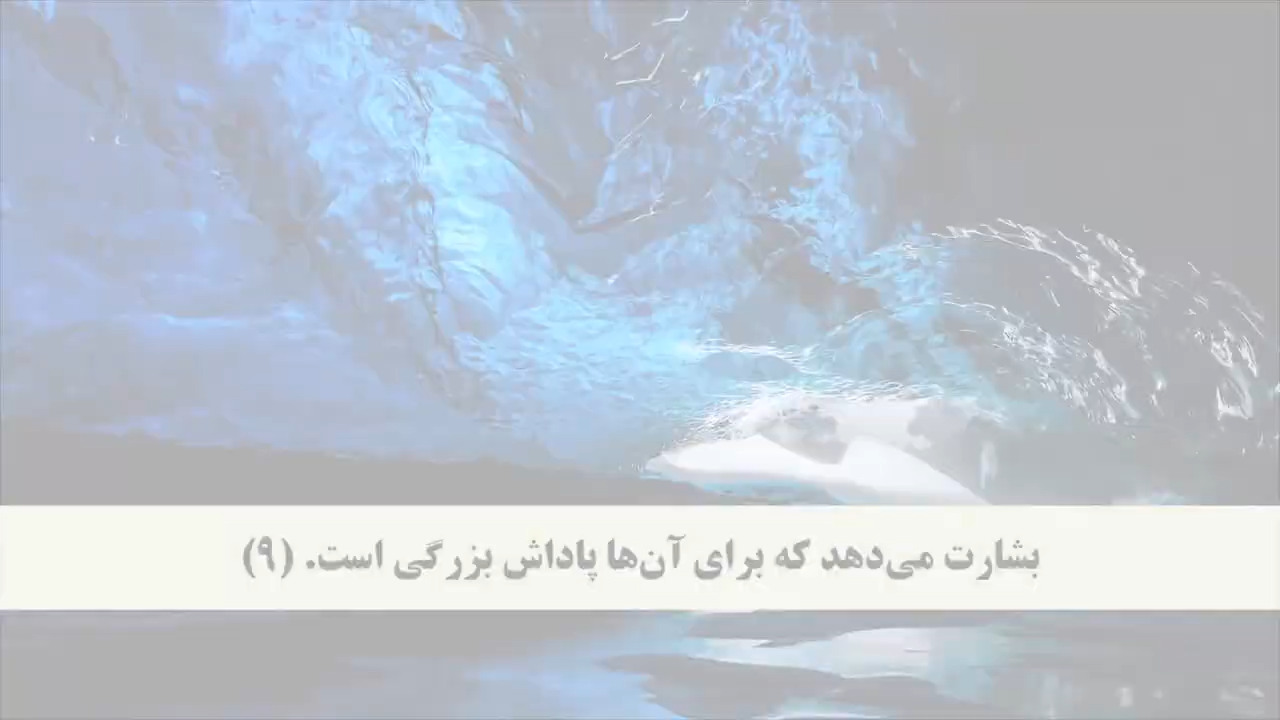 بشارت می‌دهد که برای آن‌ها پاداش بزرگی است. (۹)